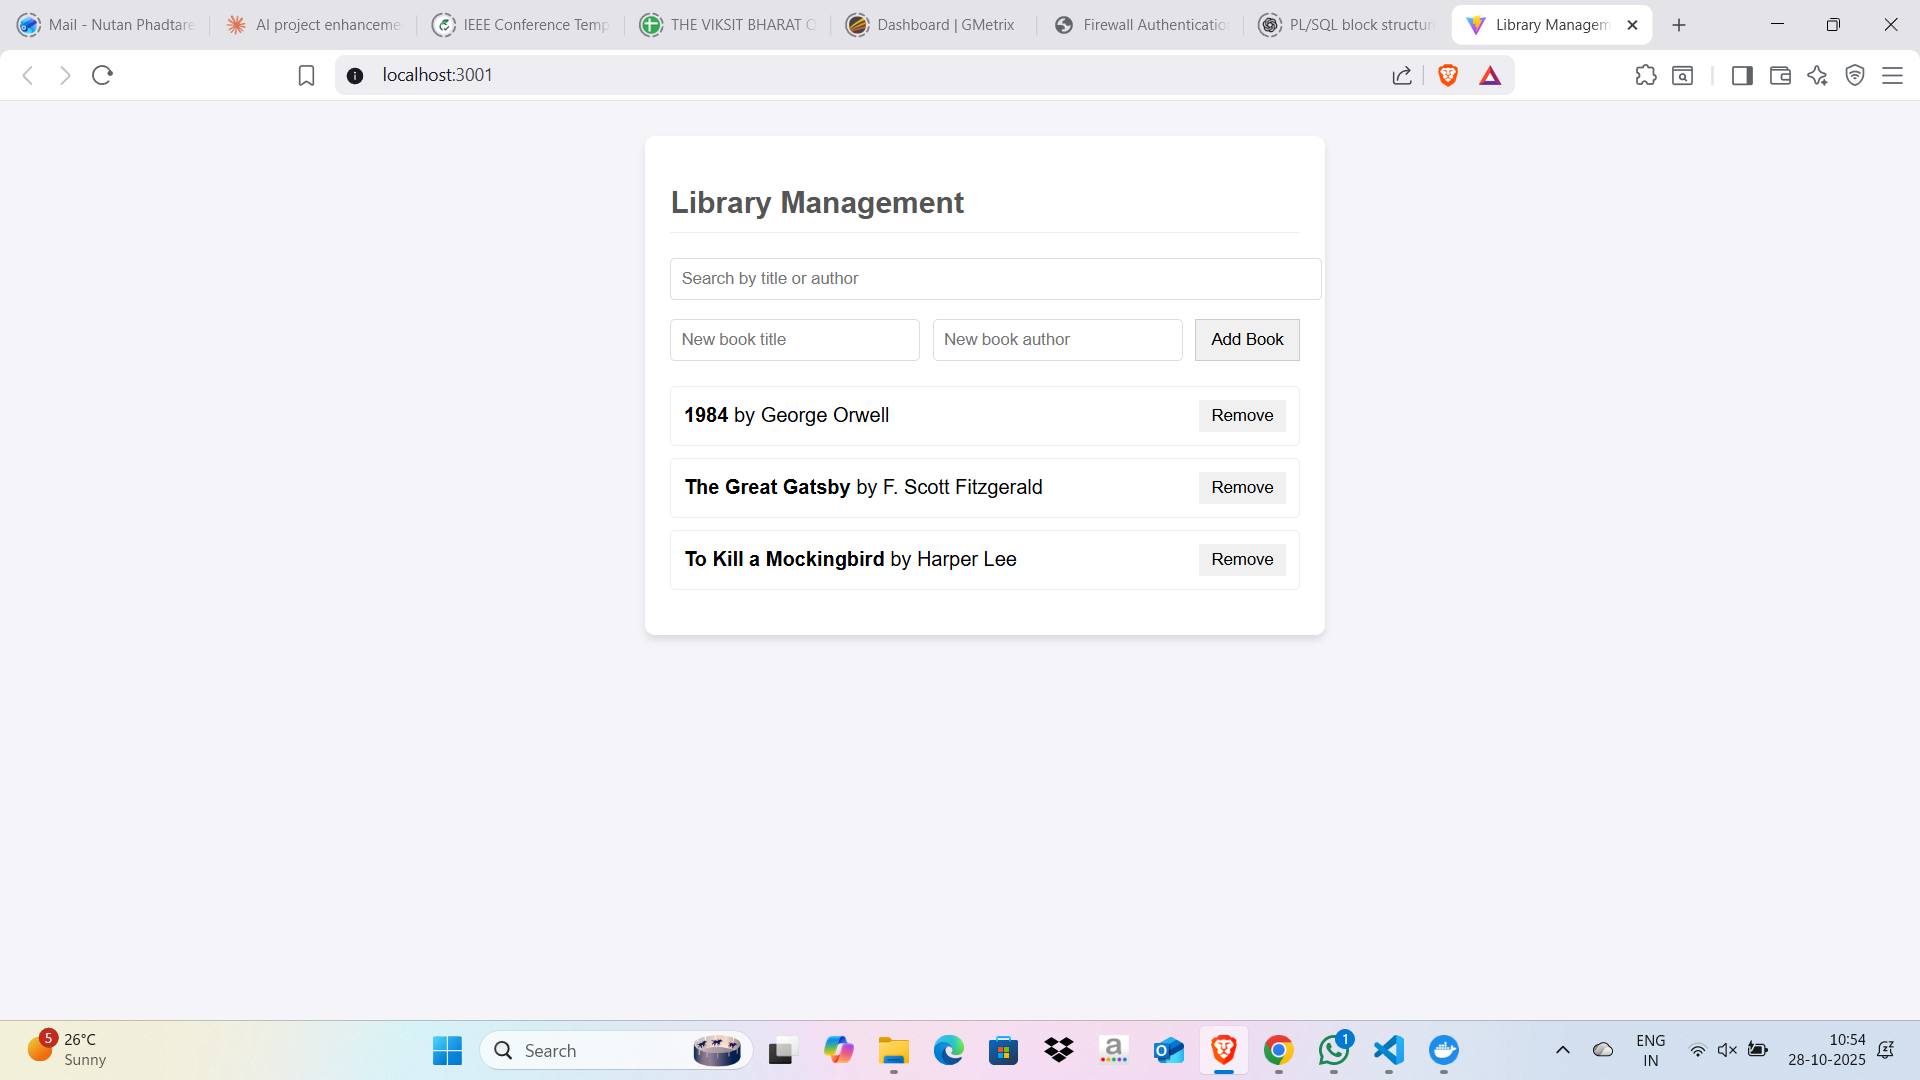 Mail - Nutan Phadtare
AI project enhanceme
IEEE Conference Temp
THE VIKSIT BHARAT Q
Dashboard | GMetrix
Firewall Authenticatio
PL/SQL block structur
Library Managem
localhost:3001
Library Management
Search by title or author
New book title
New book author
Add Book
1984 by George Orwell
Remove
The Great Gatsby by F. Scott Fitzgerald
Remove
To Kill a Mockingbird by Harper Lee
Remove
5
26°C
Sunny
Search
a
1
ENG
IN
10:54
28-10-2025